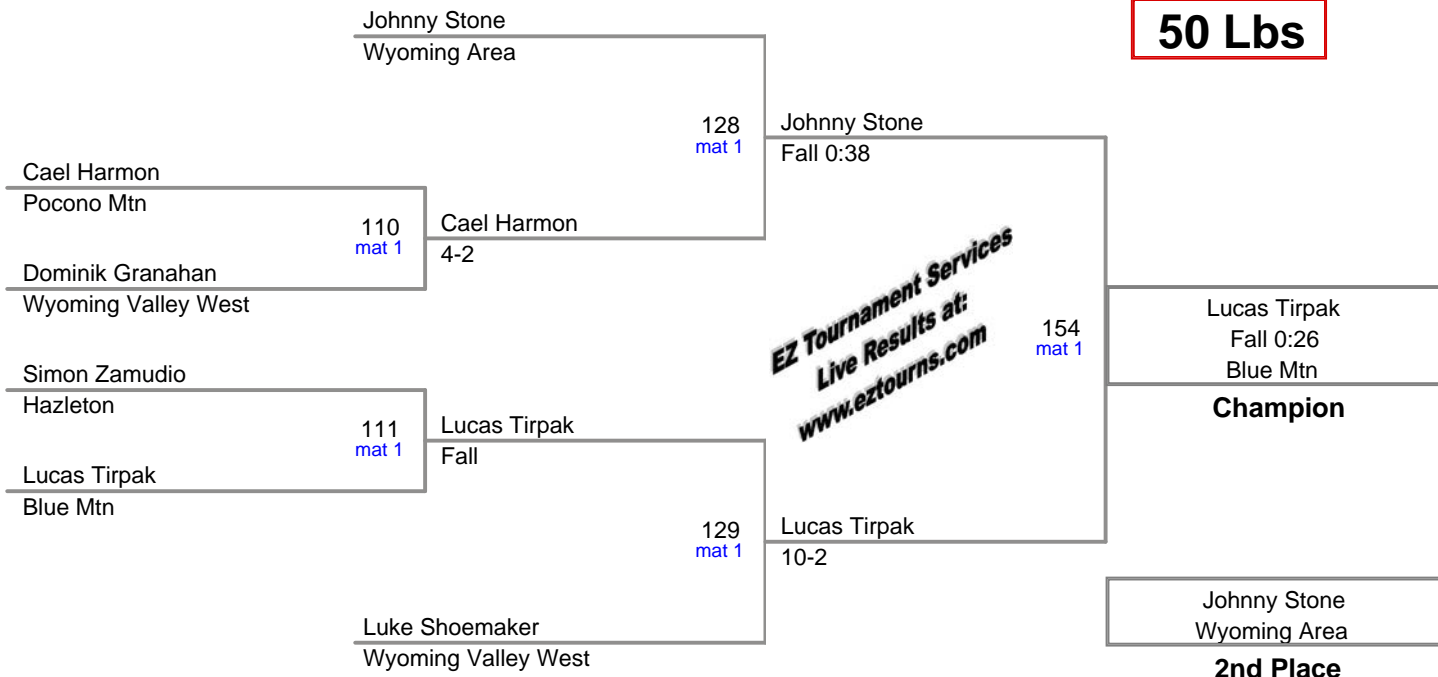 Johnny Stone
Wyoming Area
50 Lbs
128
mat 1
Johnny Stone
Fall 0:38
Cael Harmon
Pocono Mtn
110
mat 1
Cael Harmon
4-2
Dominik Granahan
Wyoming Valley West
EZ Tournament Services
Live Results at:
www.eztourns.com
154
mat 1
Lucas Tirpak
Fall 0:26
Blue Mtn
Champion
Simon Zamudio
Hazleton
111
mat 1
Lucas Tirpak
Fall
Lucas Tirpak
Blue Mtn
129
mat 1
Lucas Tirpak
10-2
Luke Shoemaker
Wyoming Valley West
Johnny Stone
Wyoming Area
2nd Place